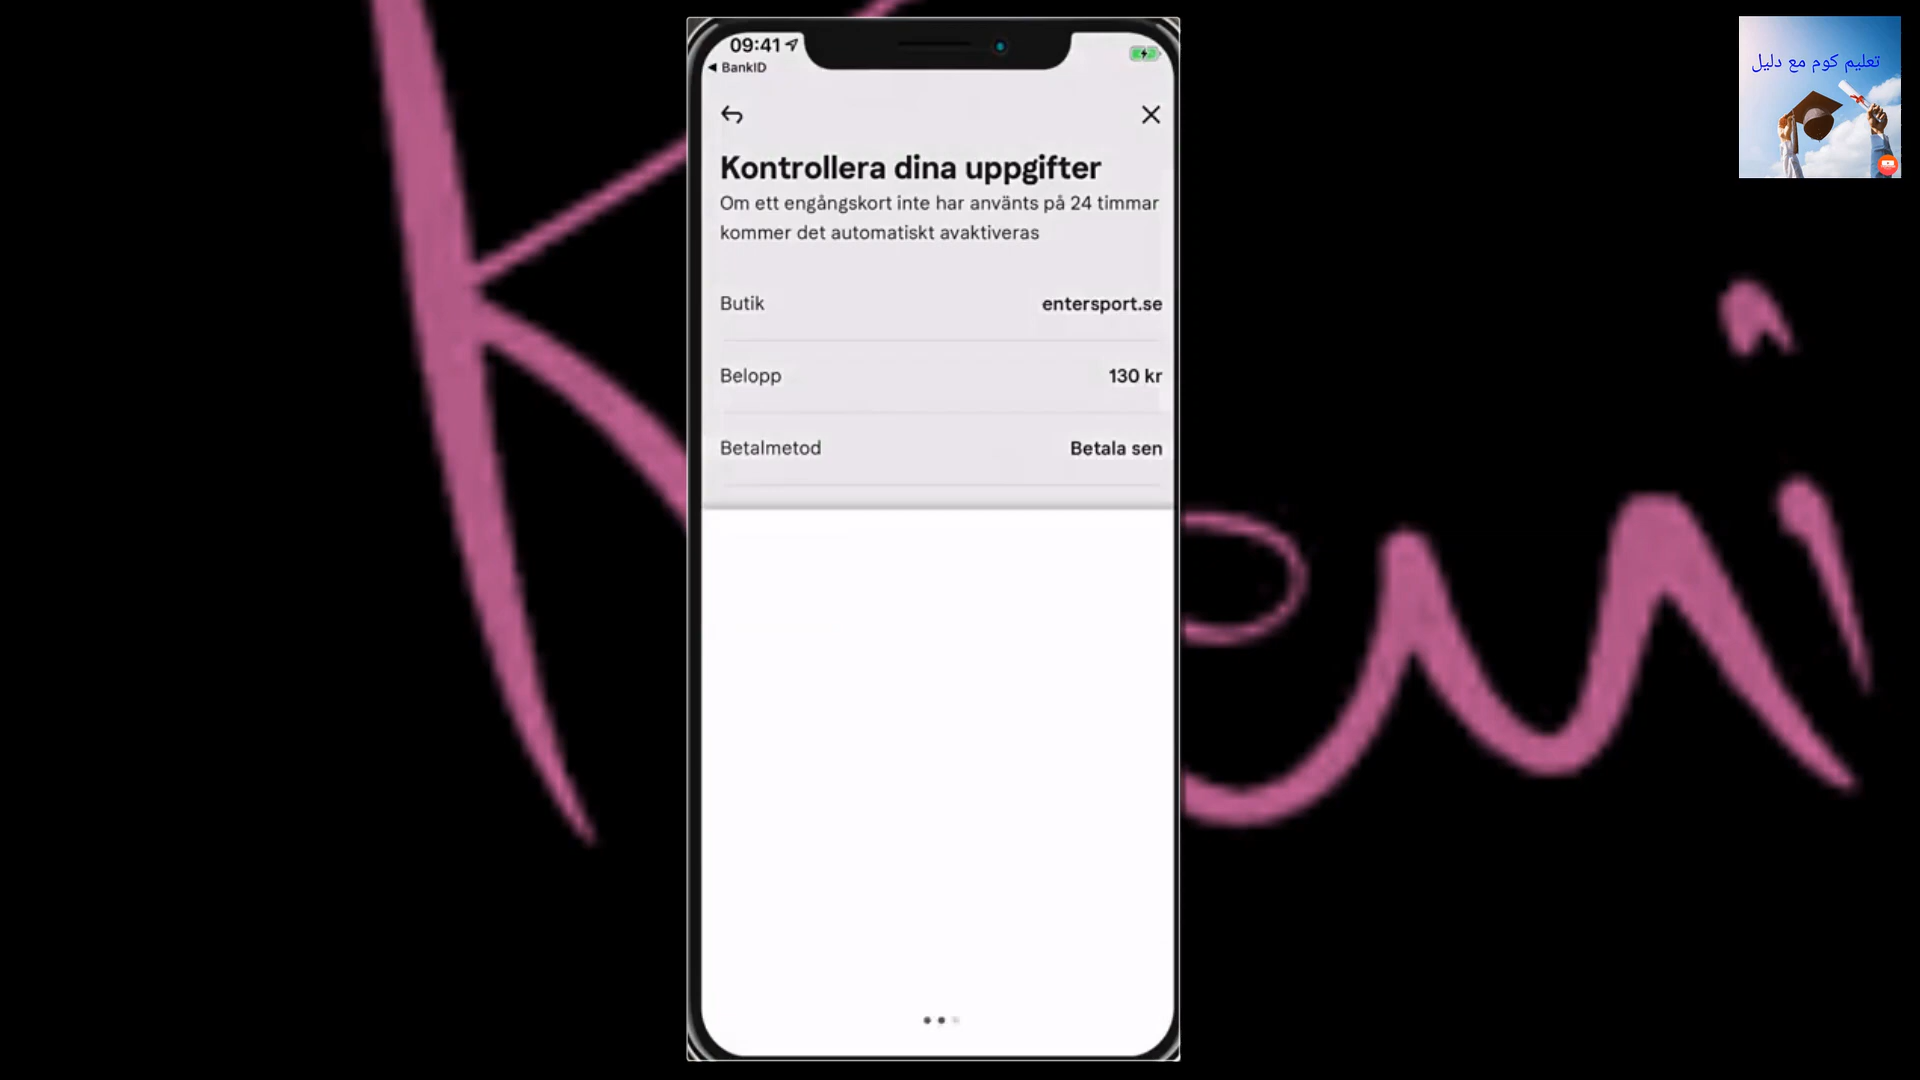 09:41
BankID
Kontrollera dina uppgifter
Om ett engångskort inte har använts på 24 timmar
kommer det automatiskt avaktiveras
Butik entersport.se
Belopp 130 kr
Betalmetod Betala sen
تعليم كوم مع دليل